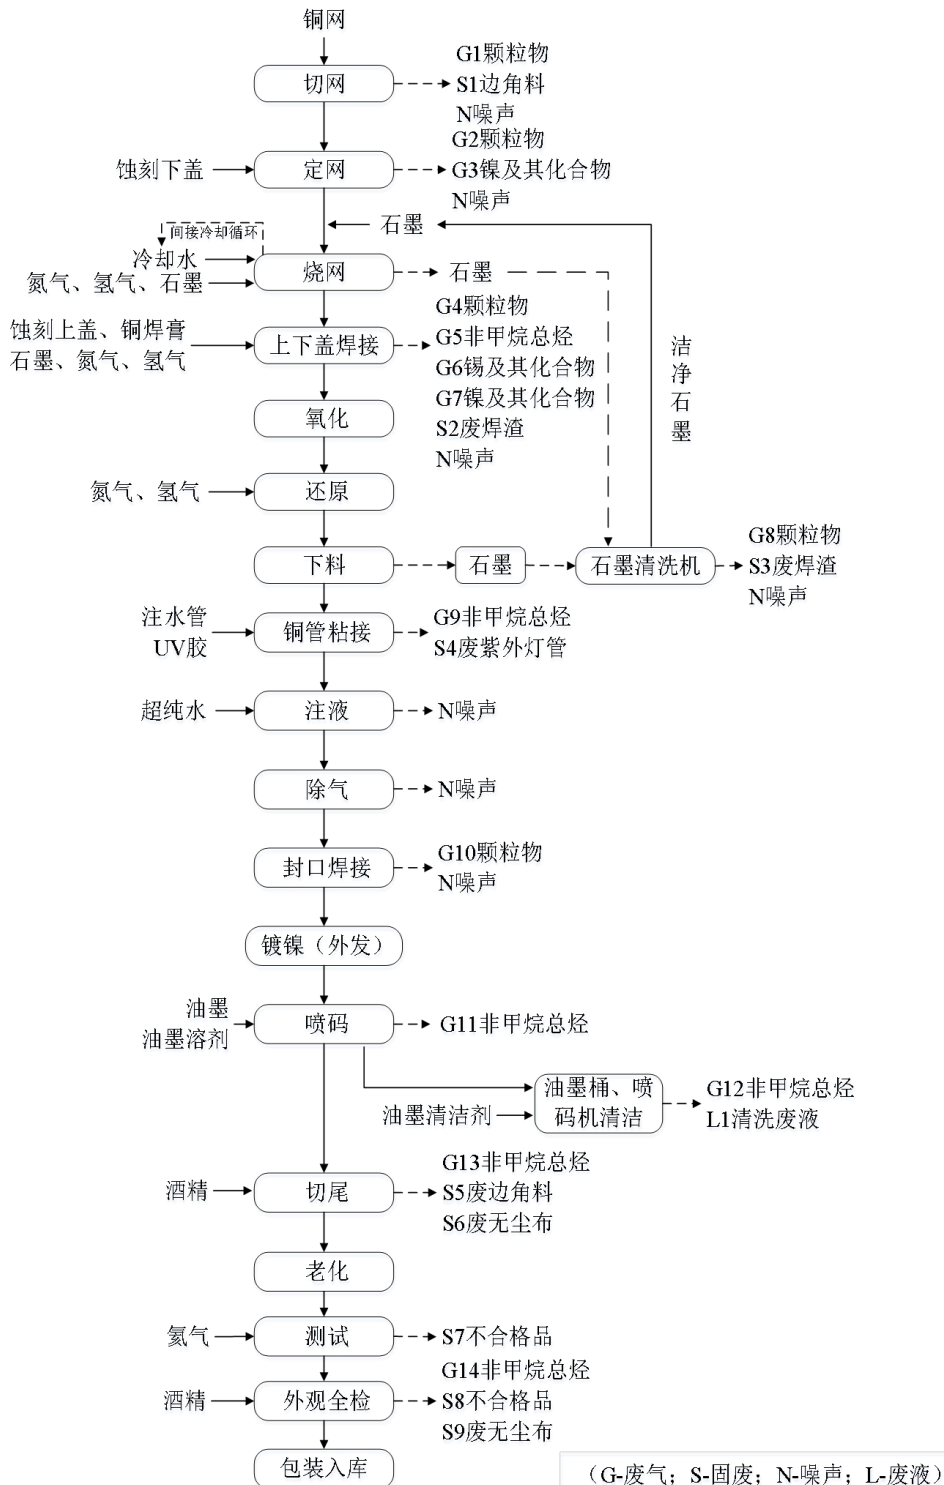 铜网
切网
G1颗粒物
S1边角料
N噪声
蚀刻下盖
定网
G2颗粒物
G3镍及其化合物
N噪声
石墨
间接冷却循环
冷却水
氮气、氢气、石墨
烧网
石墨
蚀刻上盖、铜焊膏
石墨、氮气、氢气
上下盖焊接
G4颗粒物
G5非甲烷总烃
G6锡及其化合物
G7镍及其化合物
S2废焊渣
N噪声
洁净石墨
氧化
氮气、氢气
还原
下料
石墨
石墨清洗机
G8颗粒物
S3废焊渣
N噪声
注水管
UV胶
铜管粘接
G9非甲烷总烃
S4废紫外灯管
超纯水
注液
N噪声
除气
N噪声
封口焊接
G10颗粒物
N噪声
镀镍（外发）
油墨
油墨溶剂
喷码
G11非甲烷总烃
油墨清洁剂
油墨桶、喷
码机清洁
G12非甲烷总烃
L1清洗废液
酒精
切尾
G13非甲烷总烃
S5废边角料
S6废无尘布
老化
氦气
测试
S7不合格品
酒精
外观全检
G14非甲烷总烃
S8不合格品
S9废无尘布
包装入库
（G-废气；S-固废；N-噪声；L-废液）